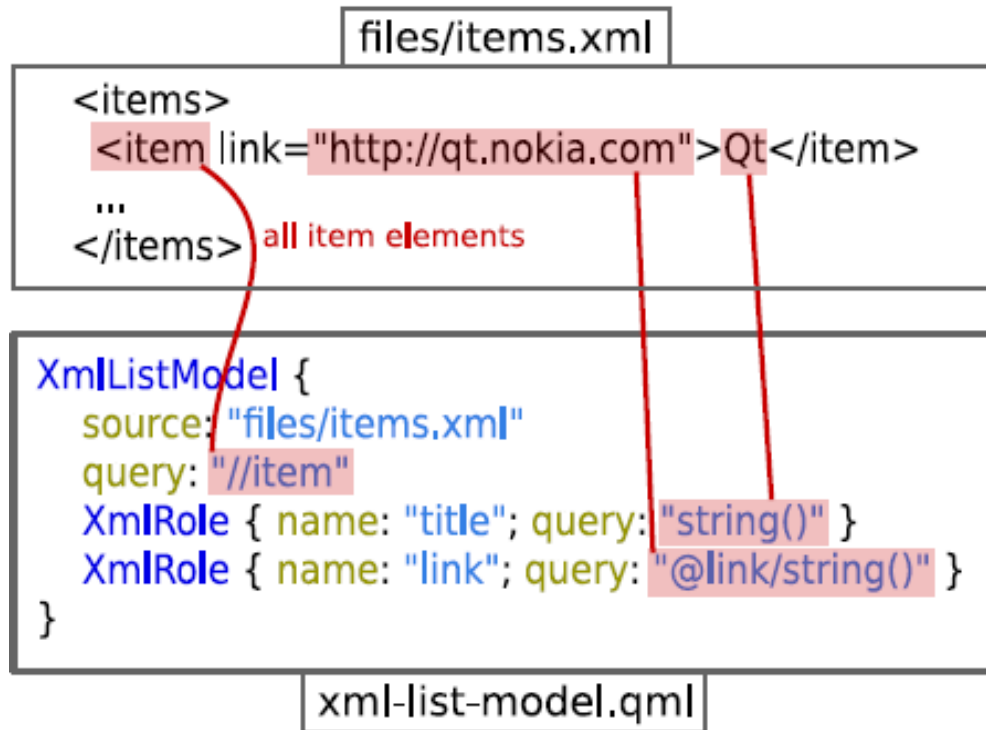 files/items.xml
<items>
<item link="http://qt.nokia.com">Qt</item>
...
</items>
all item elements
XmlListModel {
source: "files/items.xml"
query: "//item"
XmlRole { name: "title"; query: "string()" }
XmlRole { name: "link"; query: "@link/string()" }
}
xml-list-model.qml